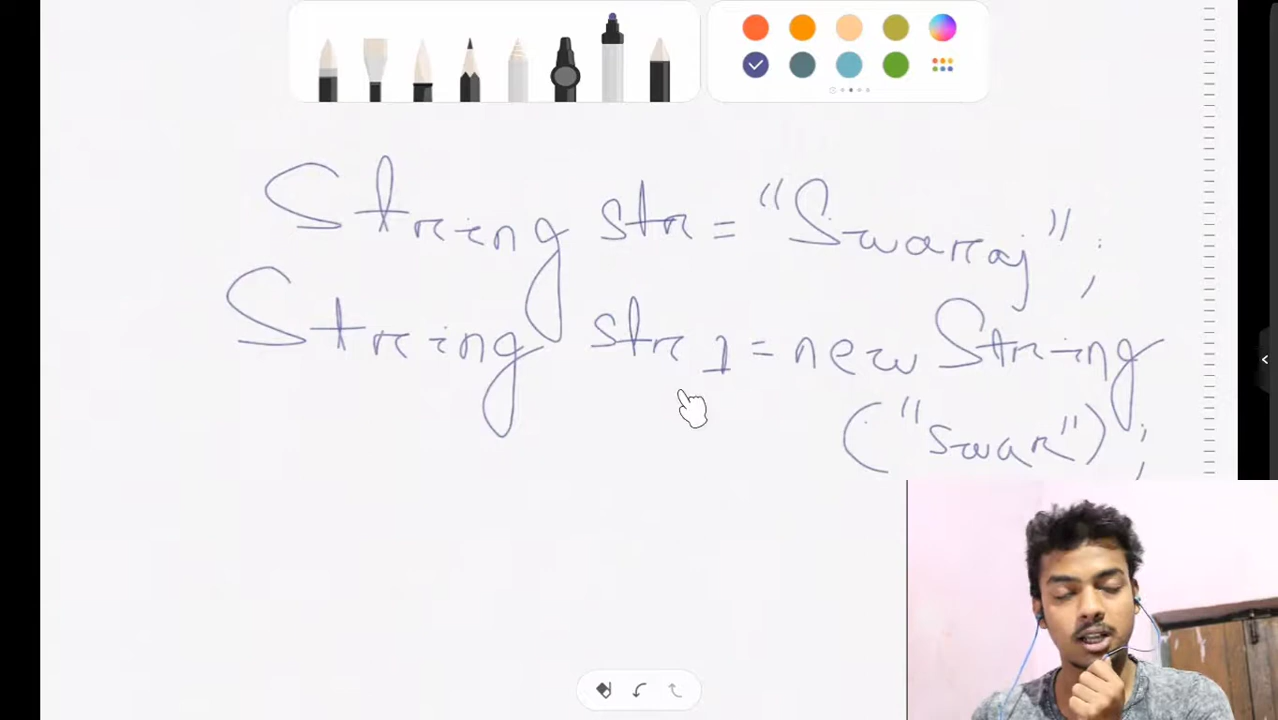 String str = "Swaraj";
String str1 = new String
("Swar");